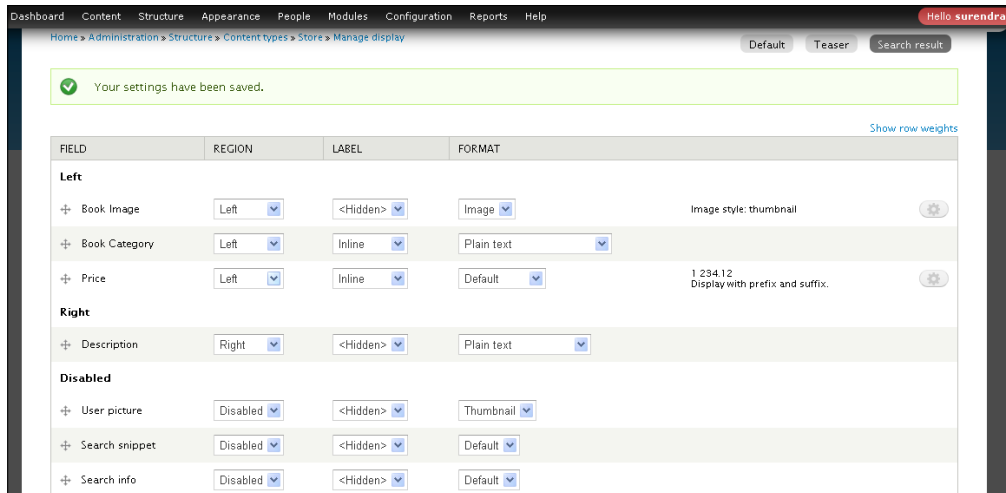 Dashboard Content Structure Appearance People Modules Configuration Reports Help Hello surendra
Home » Administration » Structure » Content types » Store » Manage display
Default Teaser Search result
Your settings have been saved.
Show row weights
FIELD REGION LABEL FORMAT
Left
Book Image Left <Hidden> Image Image style: thumbnail
Book Category Left Inline Plain text
Price Left Inline Default 1 234.12
Display with prefix and suffix.
Right
Description Right <Hidden> Plain text
Disabled
User picture Disabled <Hidden> Thumbnail
Search snippet Disabled <Hidden> Default
Search info Disabled <Hidden> Default